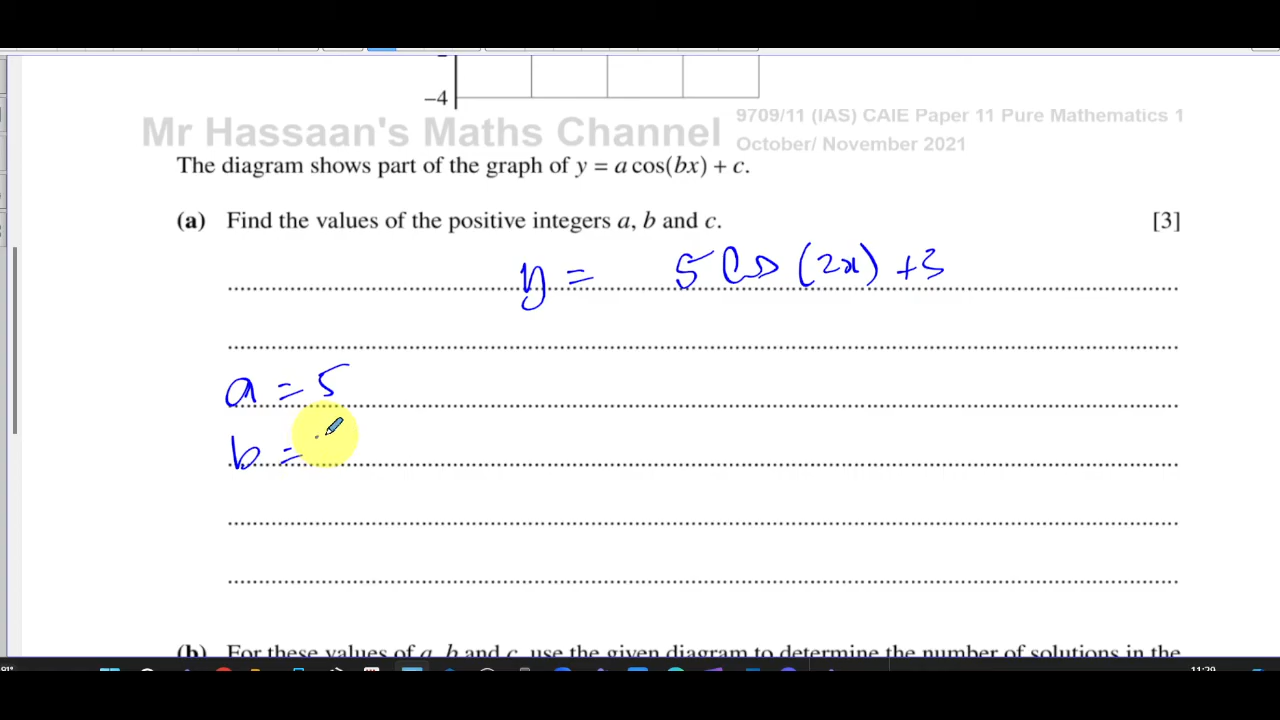 -4
9709/11 (IAS) CAIE Paper 11 Pure Mathematics 1
Mr Hassaan's Maths Channel
October/ November 2021
The diagram shows part of the graph of y = a cos(bx) + c.
(a) Find the values of the positive integers a, b and c. [3]
y = 5 Cos (2x) + 3
a = 5
b =
(b) For these values of a, b and c, use the given diagram to determine the number of solutions in the
11:29